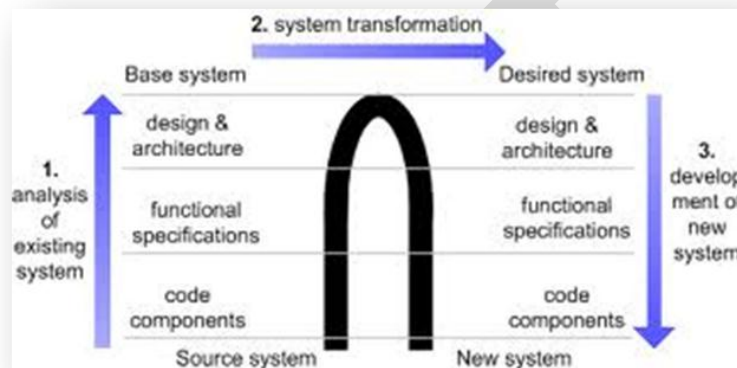 2. system transformation
Base system
Desired system
design &
architecture
design &
architecture
1.
analysis
of
existing
system
3.
develop
ment of
new
system
functional
specifications
functional
specifications
code
components
code
components
Source system
New system